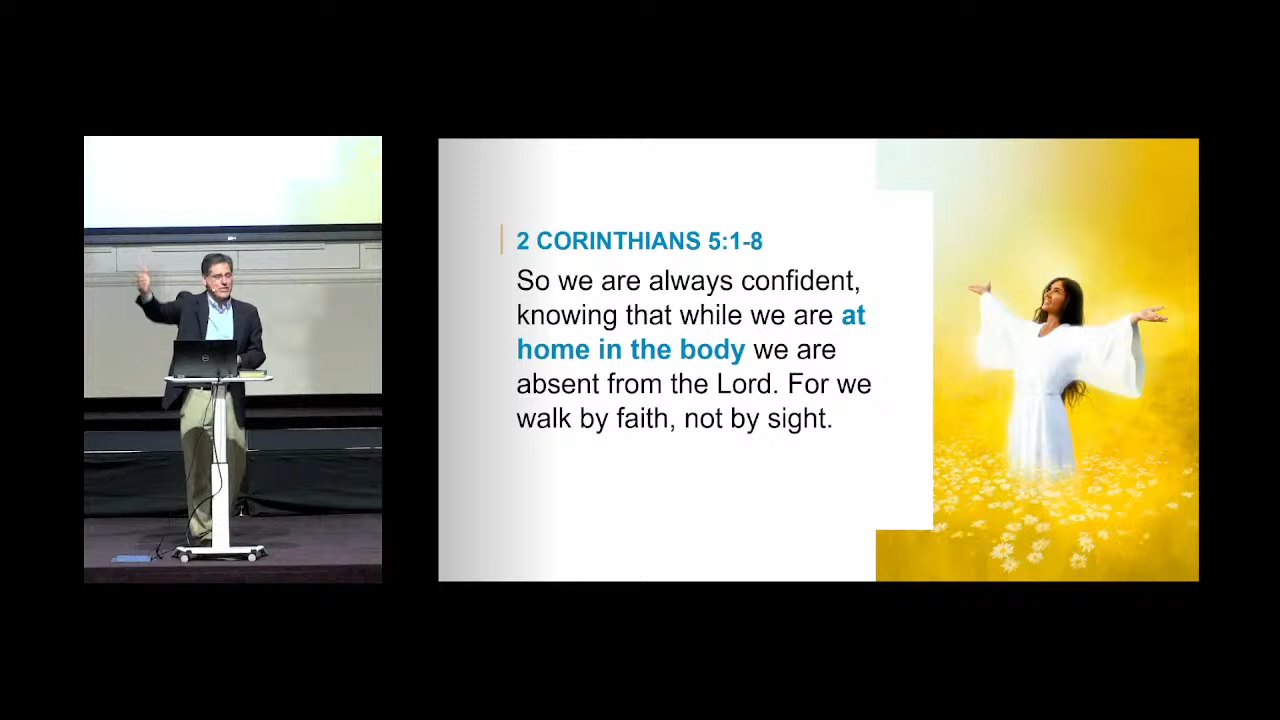 2 CORINTHIANS 5:1-8
So we are always confident,
knowing that while we are at
home in the body we are
absent from the Lord. For we
walk by faith, not by sight.